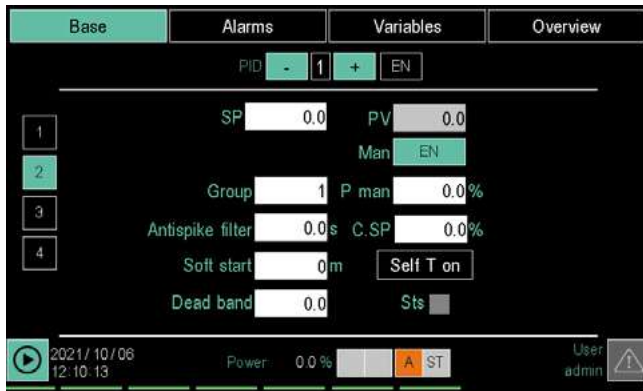 Base Alarms Variables Overview
PID - 1 + EN
SP 0.0 PV 0.0
1
Man EN
2
Group 1 P man 0.0 %
3
Antispike filter 0.0 s C.SP 0.0 %
4
Soft start 0 m Self T on
Dead band 0.0 Sts
2021/10/06 Power 0.0 % A ST User
12:10:13 admin